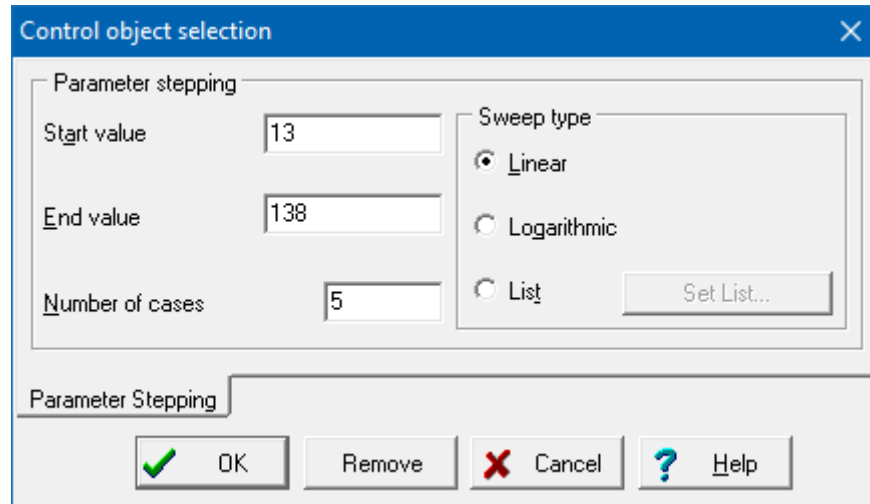 Control object selection
Parameter stepping
Start value
13
End value
138
Number of cases
5
Sweep type
Linear
Logarithmic
List
Set List...
Parameter Stepping
OK
Remove
Cancel
? Help